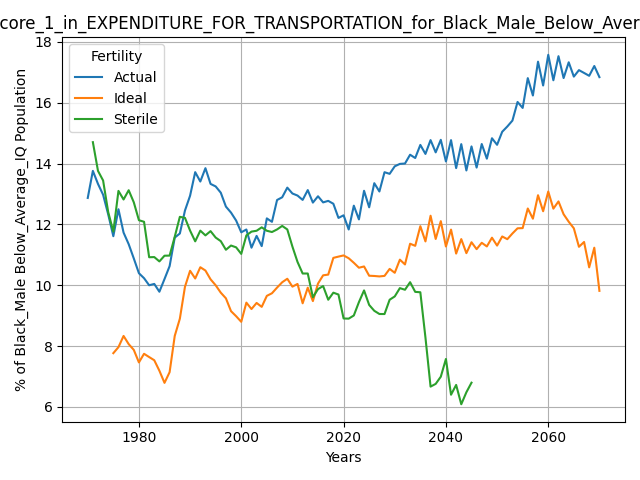 core_1_in_EXPENDITURE_FOR_TRANSPORTATION_for_Black_Male_Below_Aver
18
16
14
12
10
8
6
% of Black_Male Below_Average_IQ Population
Fertility
Actual
Ideal
Sterile
1980 2000 2020 2040 2060
Years